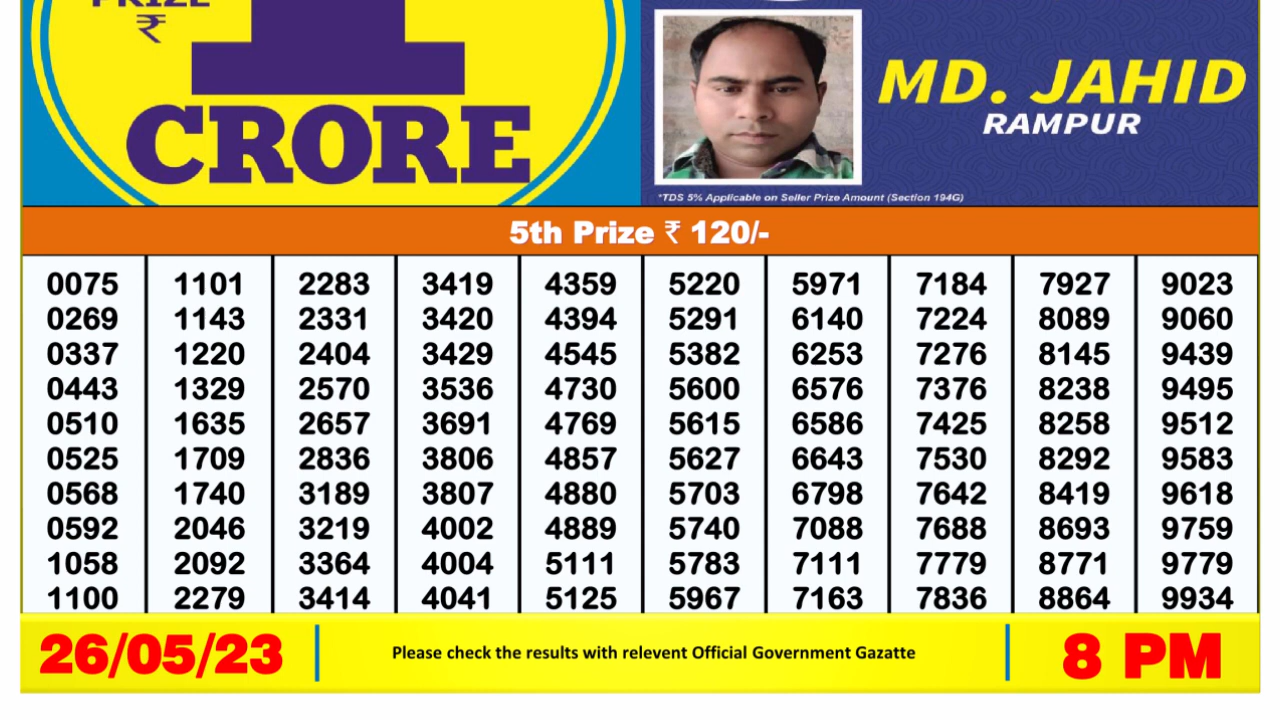 PRIZE
₹
1
CRORE
MD. JAHID
RAMPUR
*TDS 5% Applicable on Seller Prize Amount (Section 194G)
5th Prize ₹ 120/-
0075 1101 2283 3419 4359 5220 5971 7184 7927 9023
0269 1143 2331 3420 4394 5291 6140 7224 8089 9060
0337 1220 2404 3429 4545 5382 6253 7276 8145 9439
0443 1329 2570 3536 4730 5600 6576 7376 8238 9495
0510 1635 2657 3691 4769 5615 6586 7425 8258 9512
0525 1709 2836 3806 4857 5627 6643 7530 8292 9583
0568 1740 3189 3807 4880 5703 6798 7642 8419 9618
0592 2046 3219 4002 4889 5740 7088 7688 8693 9759
1058 2092 3364 4004 5111 5783 7111 7779 8771 9779
1100 2279 3414 4041 5125 5967 7163 7836 8864 9934
26/05/23
Please check the results with relevent Official Government Gazatte
8 PM